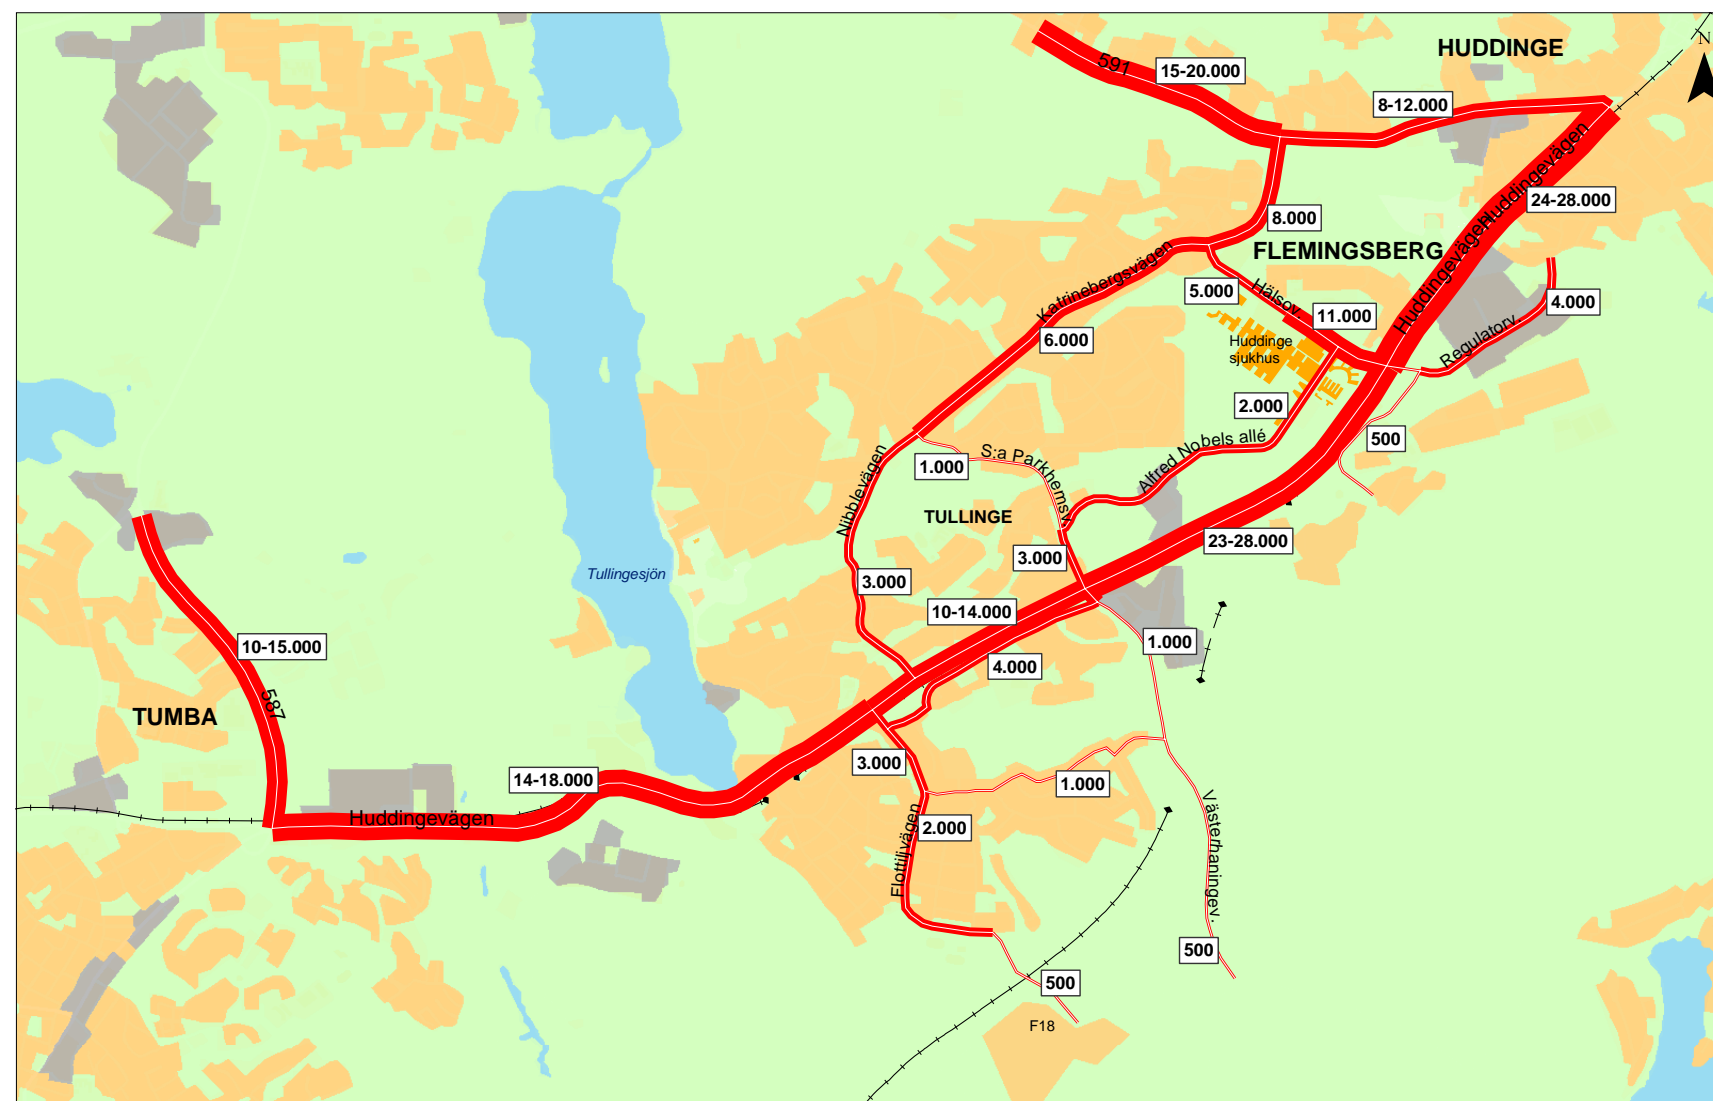 N
HUDDINGE
591
15-20.000
8-12.000
Huddingevägen
24-28.000
8.000
FLEMINGSBERG
Katrinebergsvägen
5.000
Hälsov
Huddingevägen
4.000
11.000
Regulatorv.
6.000
Huddinge
sjukhus
2.000
500
Alfred Nobels allé
Nibblevägen
1.000
S:a Parkhemsv.
TULLINGE
23-28.000
3.000
Tullingesjön
3.000
10-14.000
1.000
10-15.000
4.000
587
TUMBA
3.000
14-18.000
1.000
Huddingevägen
2.000
Flottiljvägen
Västerhaningev.
500
500
F18